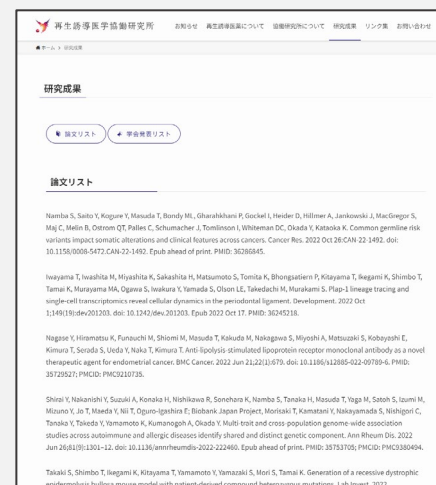 再生誘導医学協働研究所
お知らせ 再生誘導医薬について 協働研究所について 研究成果 リンク集 お問い合わせ
ホーム › 研究成果
研究成果
論文リスト 学会発表リスト
論文リスト
Namba S, Saito Y, Kogure Y, Masuda T, Bondy ML, Gharahkhani P, Gockel I, Heider D, Hillmer A, Jankowski J, MacGregor S,
Maj C, Melin B, Ostrom QT, Palles C, Schumacher J, Tomlinson I, Whiteman DC, Okada Y, Kataoka K. Common germline risk
variants impact somatic alterations and clinical features across cancers. Cancer Res. 2022 Oct 26:CAN-22-1492. doi:
10.1158/0008-5472.CAN-22-1492. Epub ahead of print. PMID: 36286845.
Iwayama T, Iwashita M, Miyashita K, Sakashita H, Matsumoto S, Tomita K, Bhongsatiern P, Kitayama T, Ikegami K, Shimbo T,
Tamai K, Murayama MA, Ogawa S, Iwakura Y, Yamada S, Olson LE, Takedachi M, Murakami S. Plap-1 lineage tracing and
single-cell transcriptomics reveal cellular dynamics in the periodontal ligament. Development. 2022 Oct
1;149(19):dev201203. doi: 10.1242/dev.201203. Epub 2022 Oct 17. PMID: 36245218.
Nagase Y, Hiramatsu K, Funauchi M, Shiomi M, Masuda T, Kakuda M, Nakagawa S, Miyoshi A, Matsuzaki S, Kobayashi E,
Kimura T, Serada S, Ueda Y, Naka T, Kimura T. Anti-lipolysis-stimulated lipoprotein receptor monoclonal antibody as a novel
therapeutic agent for endometrial cancer. BMC Cancer. 2022 Jun 21;22(1):679. doi: 10.1186/s12885-022-09789-6. PMID:
35729527; PMCID: PMC9210735.
Shirai Y, Nakanishi Y, Suzuki A, Konaka H, Nishikawa R, Sonehara K, Namba S, Tanaka H, Masuda T, Yaga M, Satoh S, Izumi M,
Mizuno Y, Jo T, Maeda Y, Nii T, Oguro-Igashira E; Biobank Japan Project, Morisaki T, Kamatani Y, Nakayamada S, Nishigori C,
Tanaka Y, Takeda Y, Yamamoto K, Kumanogoh A, Okada Y. Multi-trait and cross-population genome-wide association
studies across autoimmune and allergic diseases identify shared and distinct genetic component. Ann Rheum Dis. 2022
Jun 26;81(9):1301–12. doi: 10.1136/annrheumdis-2022-222460. Epub ahead of print. PMID: 35753705; PMCID: PMC9380494.
Takaki S, Shimbo T, Ikegami K, Kitayama T, Yamamoto Y, Yamazaki S, Mori S, Tamai K. Generation of a recessive dystrophic
epidermolysis bullosa mouse model with patient-derived compound heterozygous mutations. Lab Invest. 2022